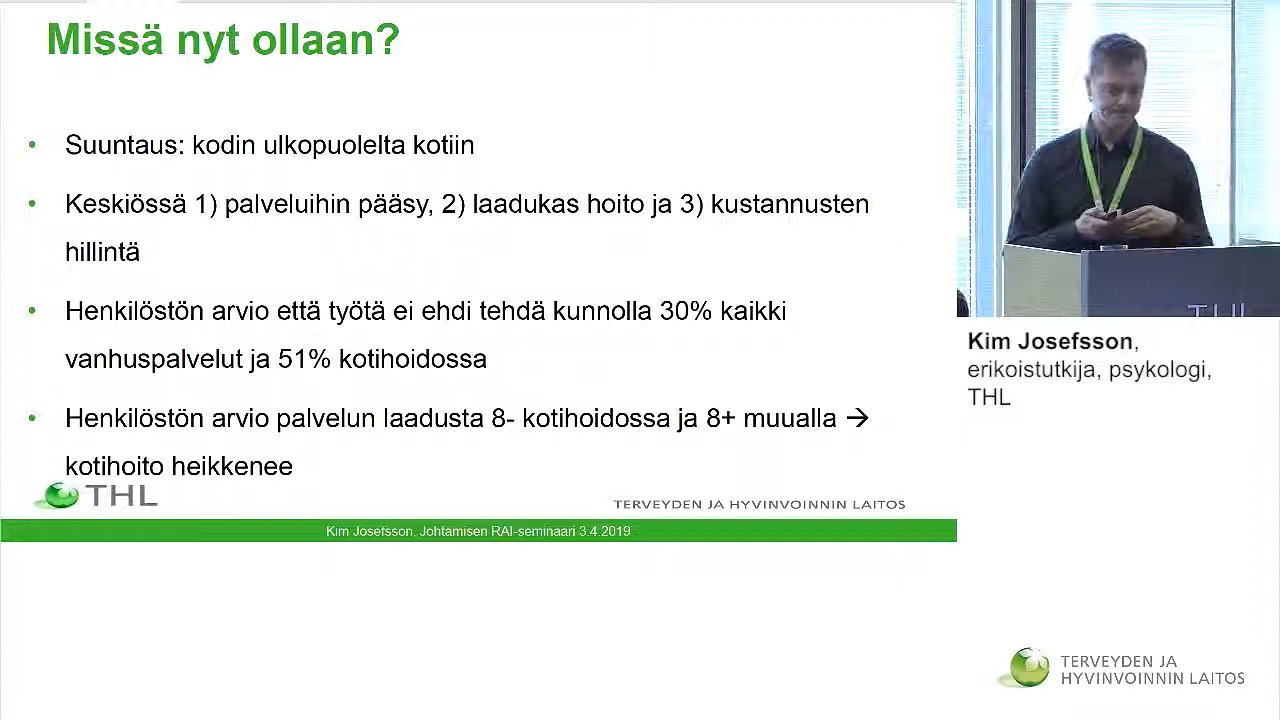 Missä nyt ollaan?
• Suuntaus: kodin ulkopuolelta kotiin
• Keskiössä 1) palveluihin pääsy, 2) laadukas hoito ja 3) kustannusten
hillintä
• Henkilöstön arvio että työtä ei ehdi tehdä kunnolla 30% kaikki
vanhuspalvelut ja 51% kotihoidossa
• Henkilöstön arvio palvelun laadusta 8- kotihoidossa ja 8+ muualla →
kotihoito heikkenee
THL
TERVEYDEN JA HYVINVOINNIN LAITOS
Kim Josefsson, Johtamisen RAI-seminaari 3.4.2019
THL
Kim Josefsson,
erikoistutkija, psykologi,
THL
TERVEYDEN JA
HYVINVOINNIN LAITOS